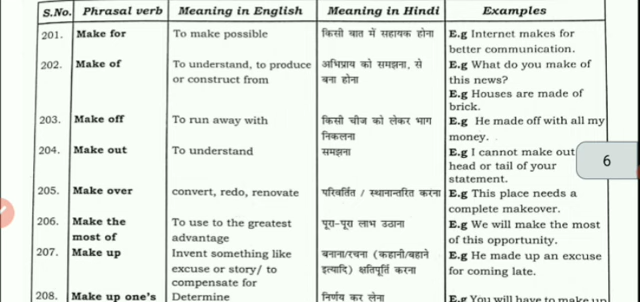 S.No. Phrasal verb Meaning in English Meaning in Hindi Examples
201. Make for To make possible किसी बात में सहायक होना E.g Internet makes for
better communication.
202. Make of To understand, to produce अभिप्राय को समझना, से E.g What do you make of
or construct from बना होना this news?
E.g Houses are made of
brick.
203. Make off To run away with किसी चीज को लेकर भाग E.g He made off with all my
निकलना money.
204. Make out To understand समझना E.g I cannot make out
head or tail of your
6
statement.
205. Make over convert, redo, renovate परिवर्तित / स्थानान्तरित करना E.g This place needs a
complete makeover.
206. Make the To use to the greatest पूरा-पूरा लाभ उठाना E.g We will make the most
most of advantage of this opportunity.
207. Make up Invent something like बनाना/रचना (कहानी/बहाने E.g He made up an excuse
excuse or story/ to इत्यादि) क्षतिपूर्ति करना for coming late.
compensate for
208. Make up one's Determine निर्णय कर लेना E.g You will have to make up